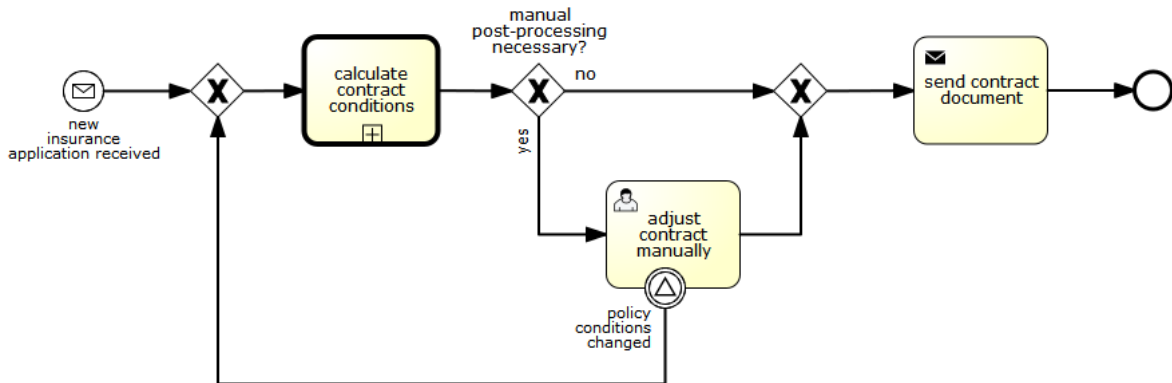 new
insurance
application received
calculate
contract
conditions
manual
post-processing
necessary?
no
yes
adjust
contract
manually
policy
conditions
changed
send contract
document